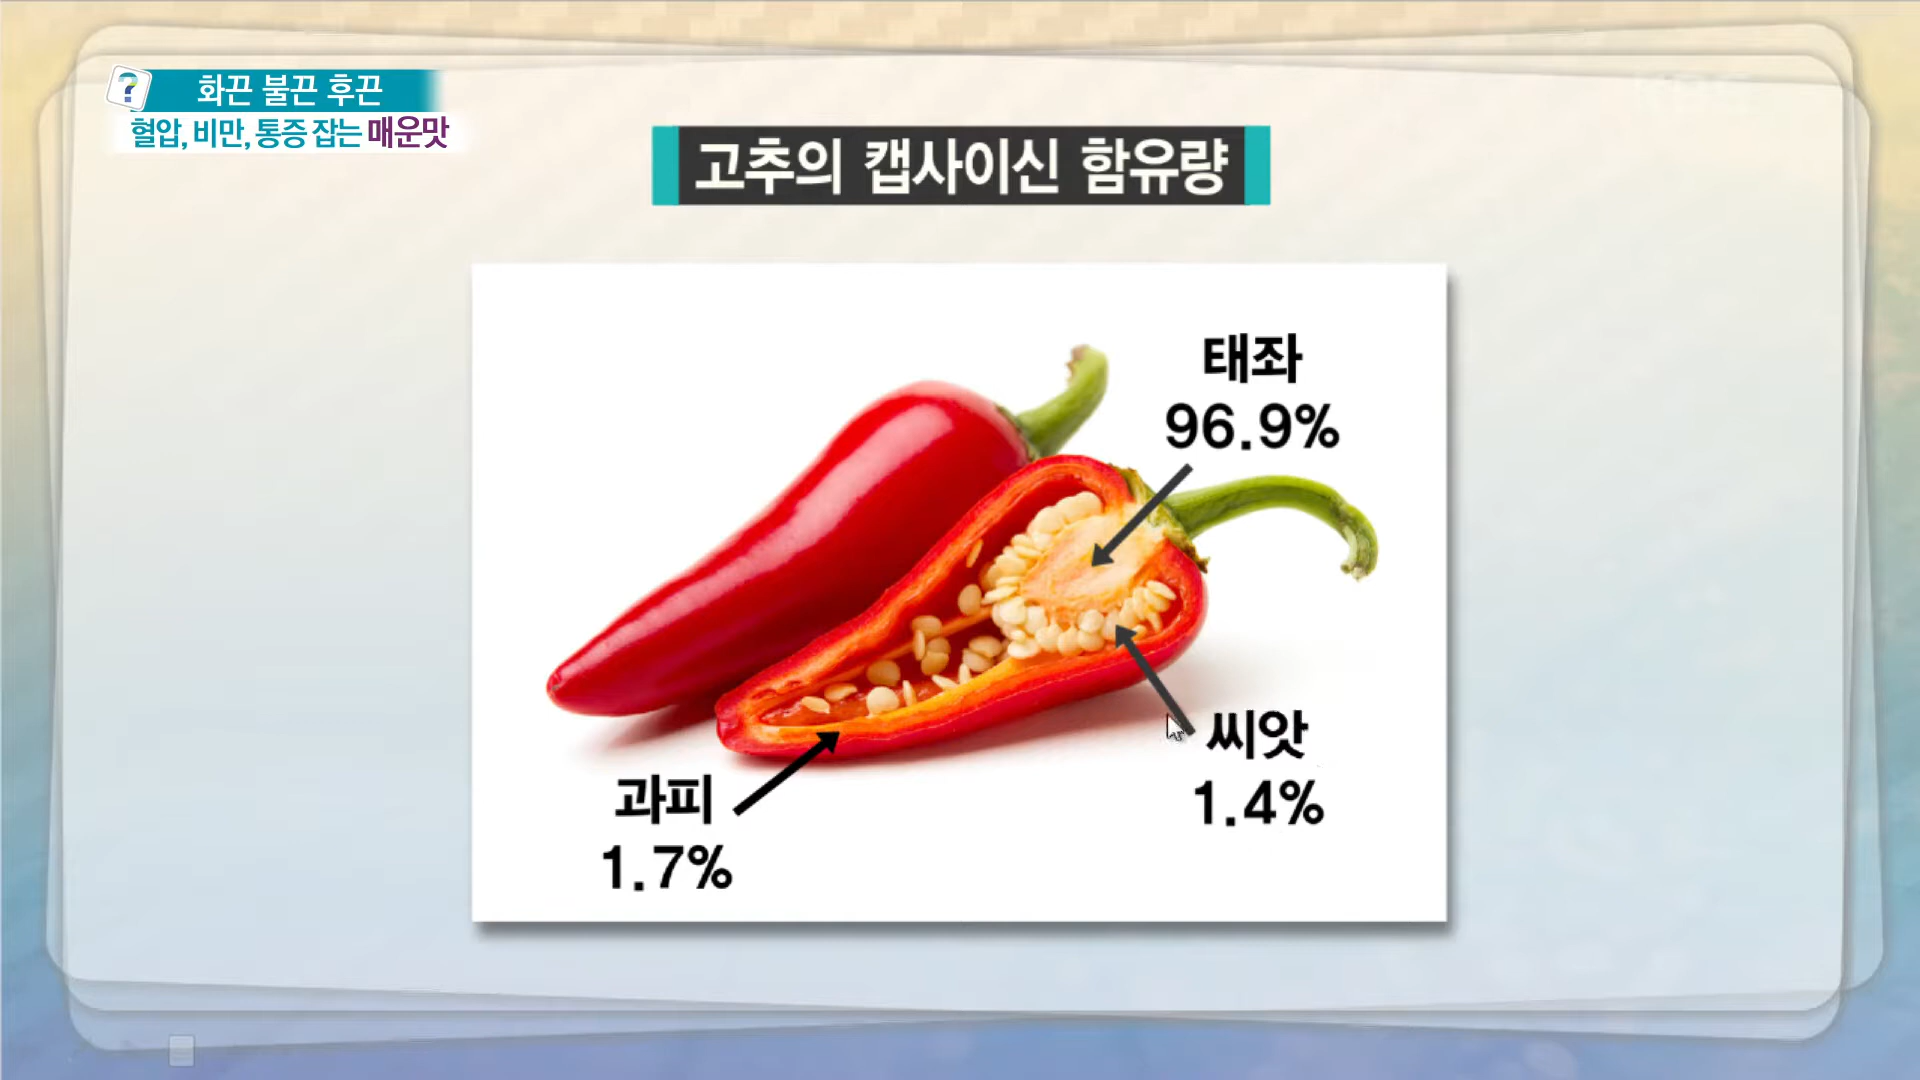 ?
화끈 불끈 후끈
혈압, 비만, 통증 잡는 매운맛
고추의 캡사이신 함유량
태좌
96.9%
씨앗
1.4%
과피
1.7%